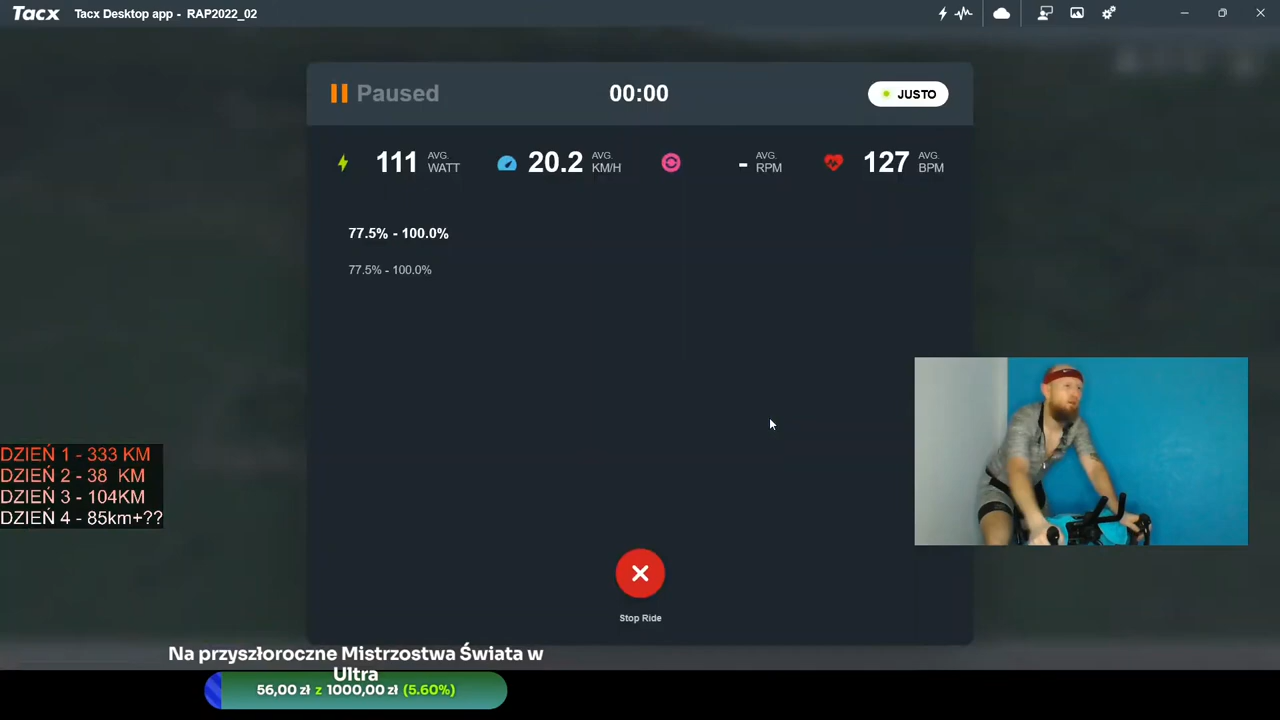 Tacx Tacx Desktop app - RAP2022_02
Paused 00:00 JUSTO
111 AVG. WATT 20.2 AVG. KM/H - AVG. RPM 127 AVG. BPM
77.5% - 100.0%
77.5% - 100.0%
DZIEŃ 1 - 333 KM
DZIEŃ 2 - 38 KM
DZIEŃ 3 - 104KM
DZIEŃ 4 - 85km+??
Stop Ride
Na przyszłoroczne Mistrzostwa Świata w
Ultra
56,00 zł z 1000,00 zł (5.60%)